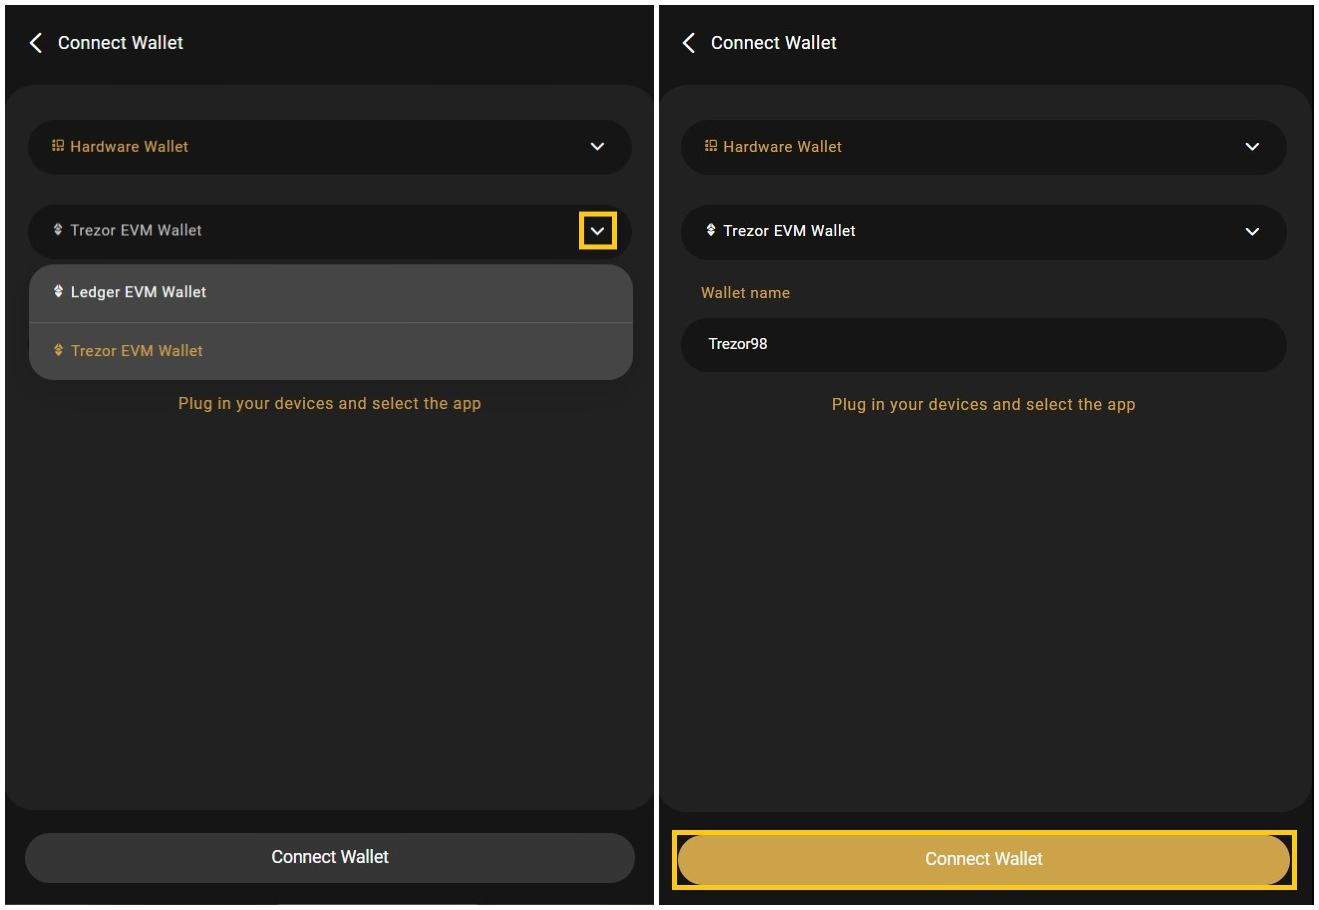 Connect Wallet
Hardware Wallet
Trezor EVM Wallet
Ledger EVM Wallet
Trezor EVM Wallet
Plug in your devices and select the app
Connect Wallet
Connect Wallet
Hardware Wallet
Trezor EVM Wallet
Wallet name
Trezor98
Plug in your devices and select the app
Connect Wallet